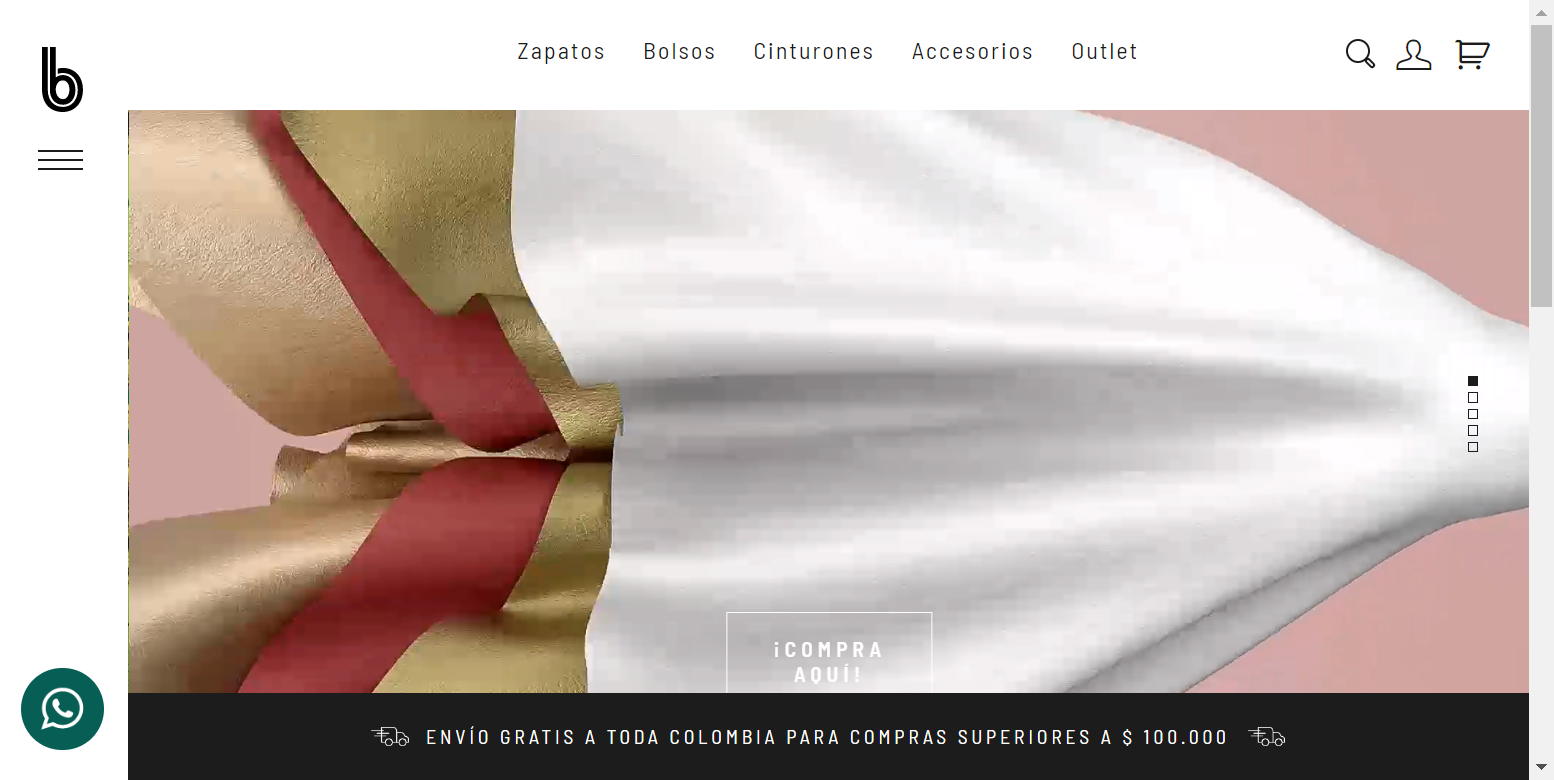 b
Zapatos Bolsos Cinturones Accesorios Outlet
¡COMPRA
AQUÍ!
ENVÍO GRATIS A TODA COLOMBIA PARA COMPRAS SUPERIORES A $ 100.000